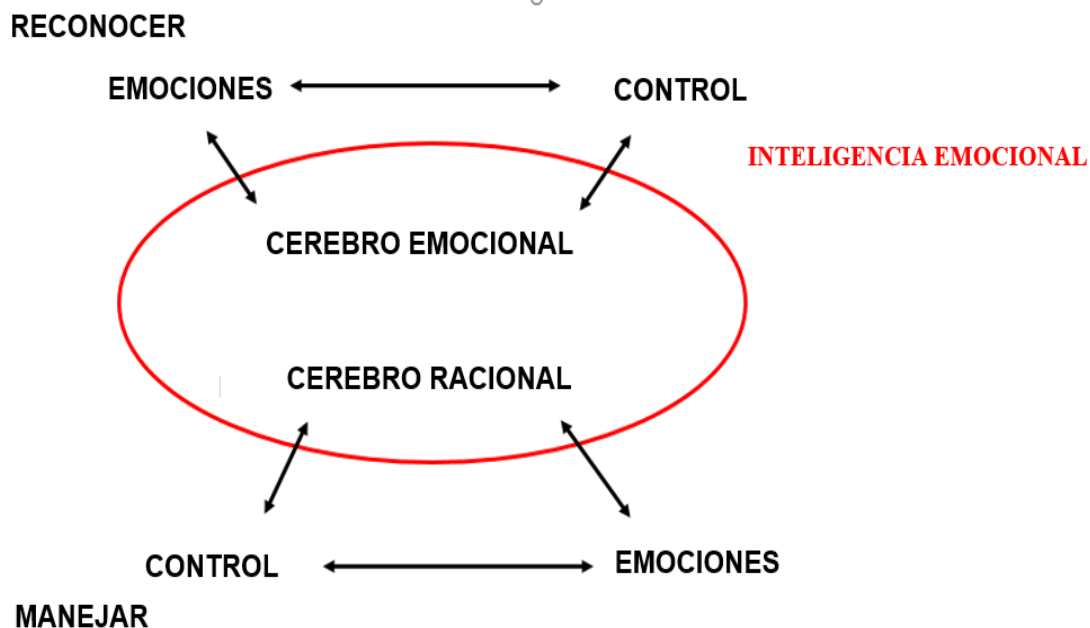 RECONOCER
EMOCIONES
CONTROL
INTELIGENCIA EMOCIONAL
CEREBRO EMOCIONAL
CEREBRO RACIONAL
CONTROL
EMOCIONES
MANEJAR